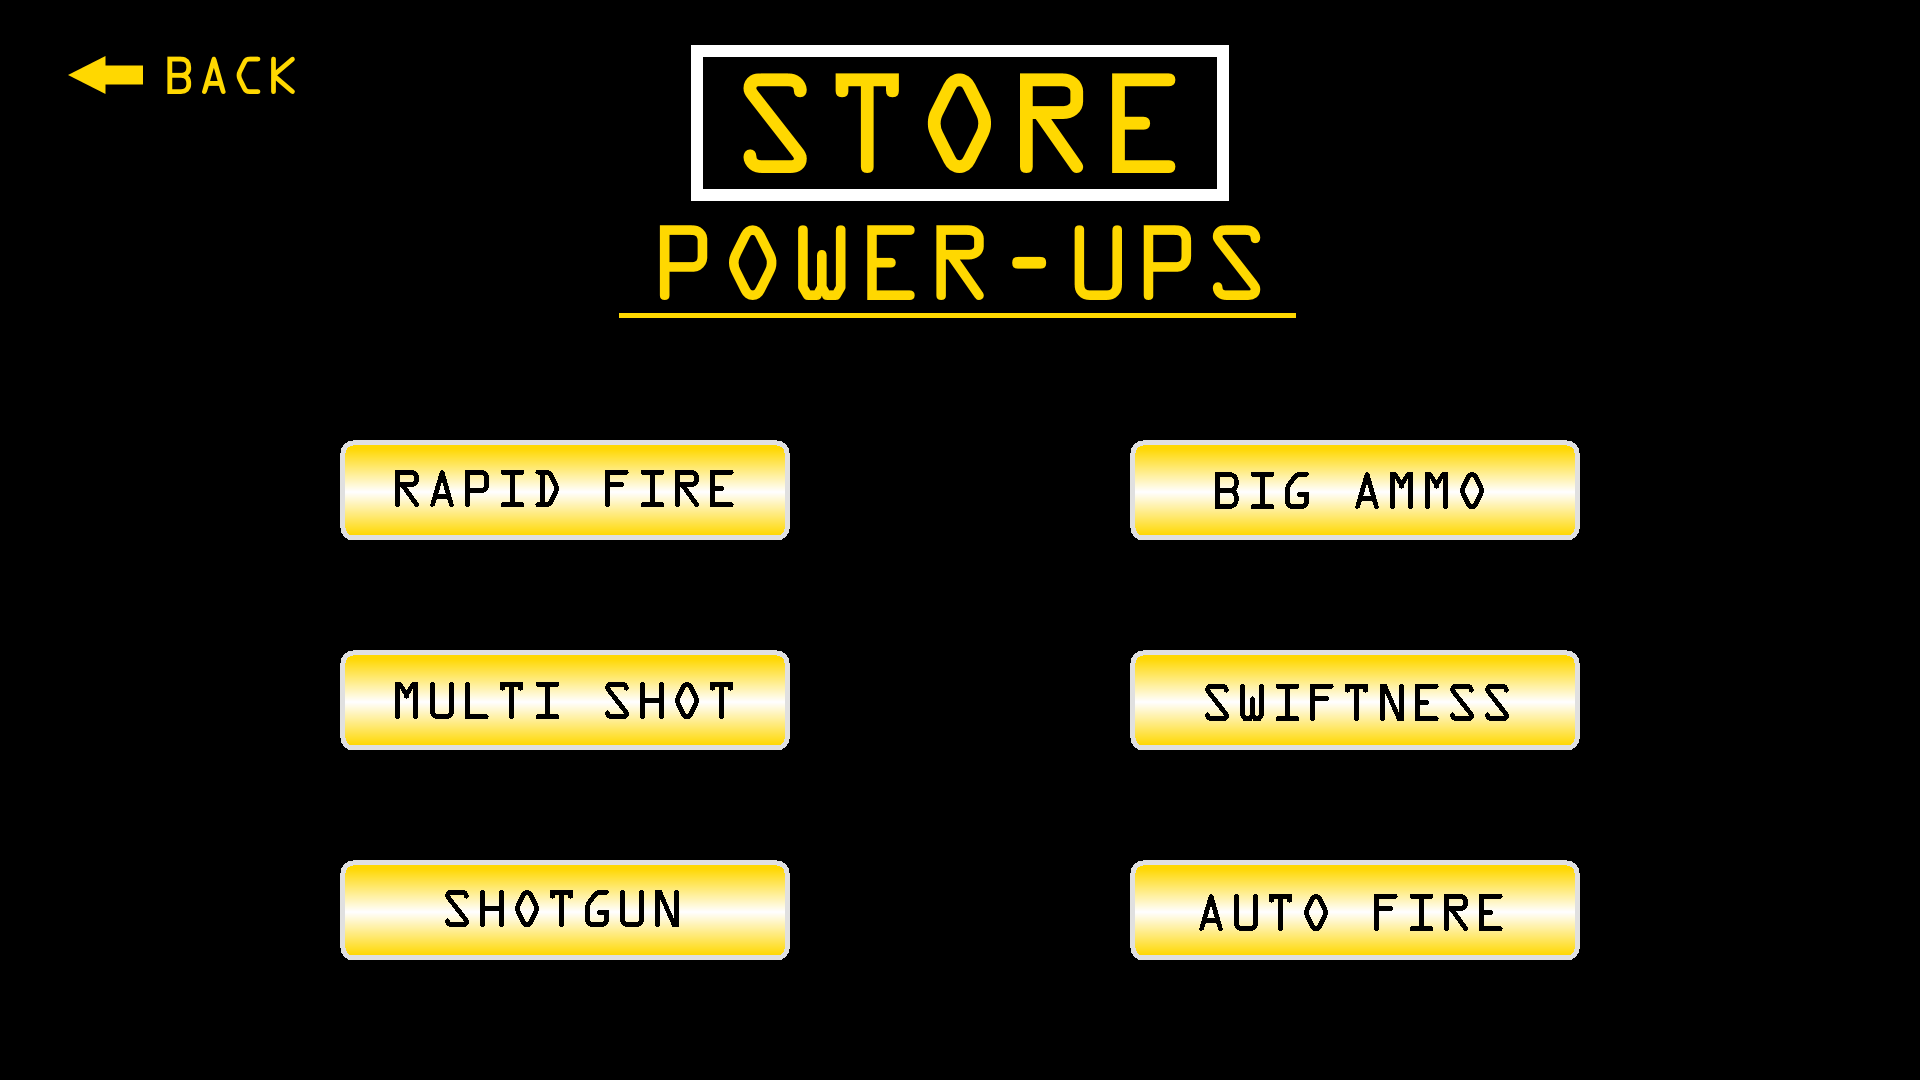 BACK
STORE
POWER-UPS
RAPID FIRE
BIG AMMO
MULTI SHOT
SWIFTNESS
SHOTGUN
AUTO FIRE